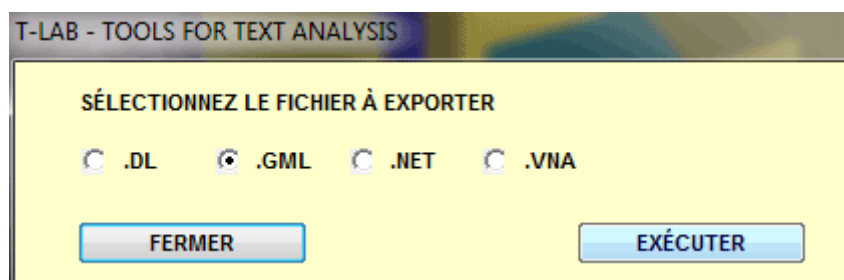 T-LAB - TOOLS FOR TEXT ANALYSIS
SÉLECTIONNEZ LE FICHIER À EXPORTER
.DL .GML .NET .VNA
FERMER EXÉCUTER